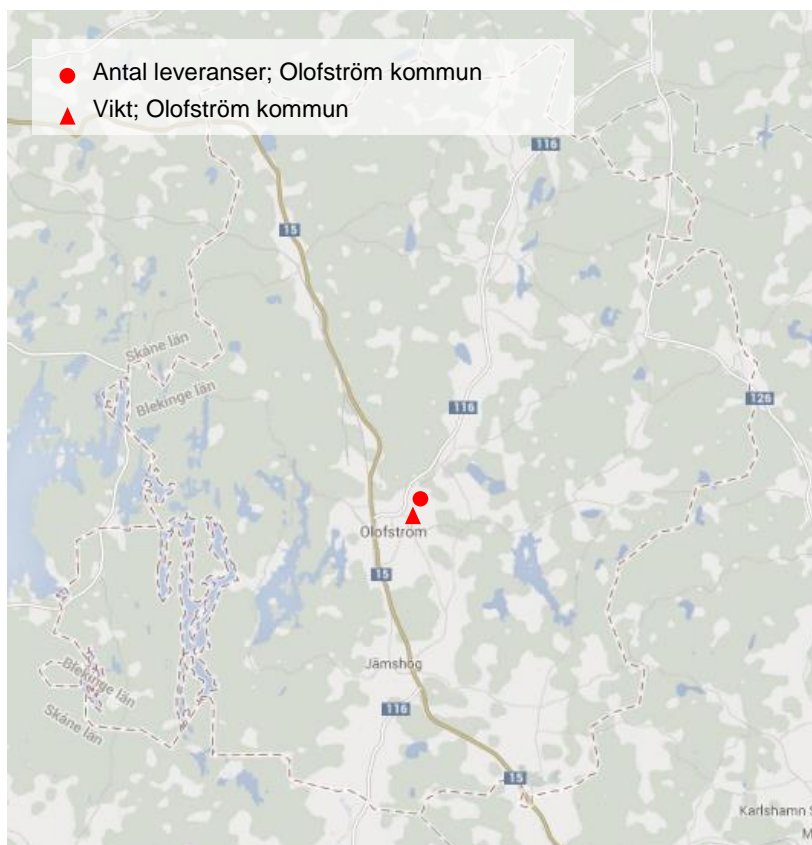 Antal leveranser; Olofström kommun
Vikt; Olofström kommun
116
15
Skåne län
Blekinge län
126
116
Olofström
15
Jämshög
Blekinge län
Skåne län
116
15
Karlshamn S
M